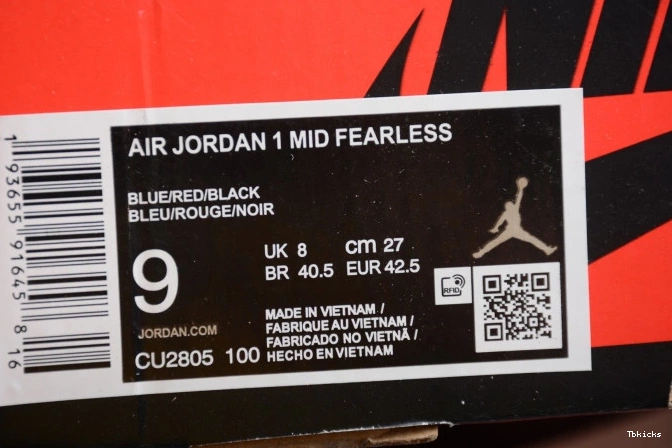 AIR JORDAN 1 MID FEARLESS
BLUE/RED/BLACK
BLEU/ROUGE/NOIR
9
UK 8 cm 27
BR 40.5 EUR 42.5
RFID
MADE IN VIETNAM /
FABRIQUE AU VIETNAM /
FABRICADO NO VIETNÃ /
HECHO EN VIETNAM
JORDAN.COM
CU2805 100
1 93655 91645 8 16
Tbkicks